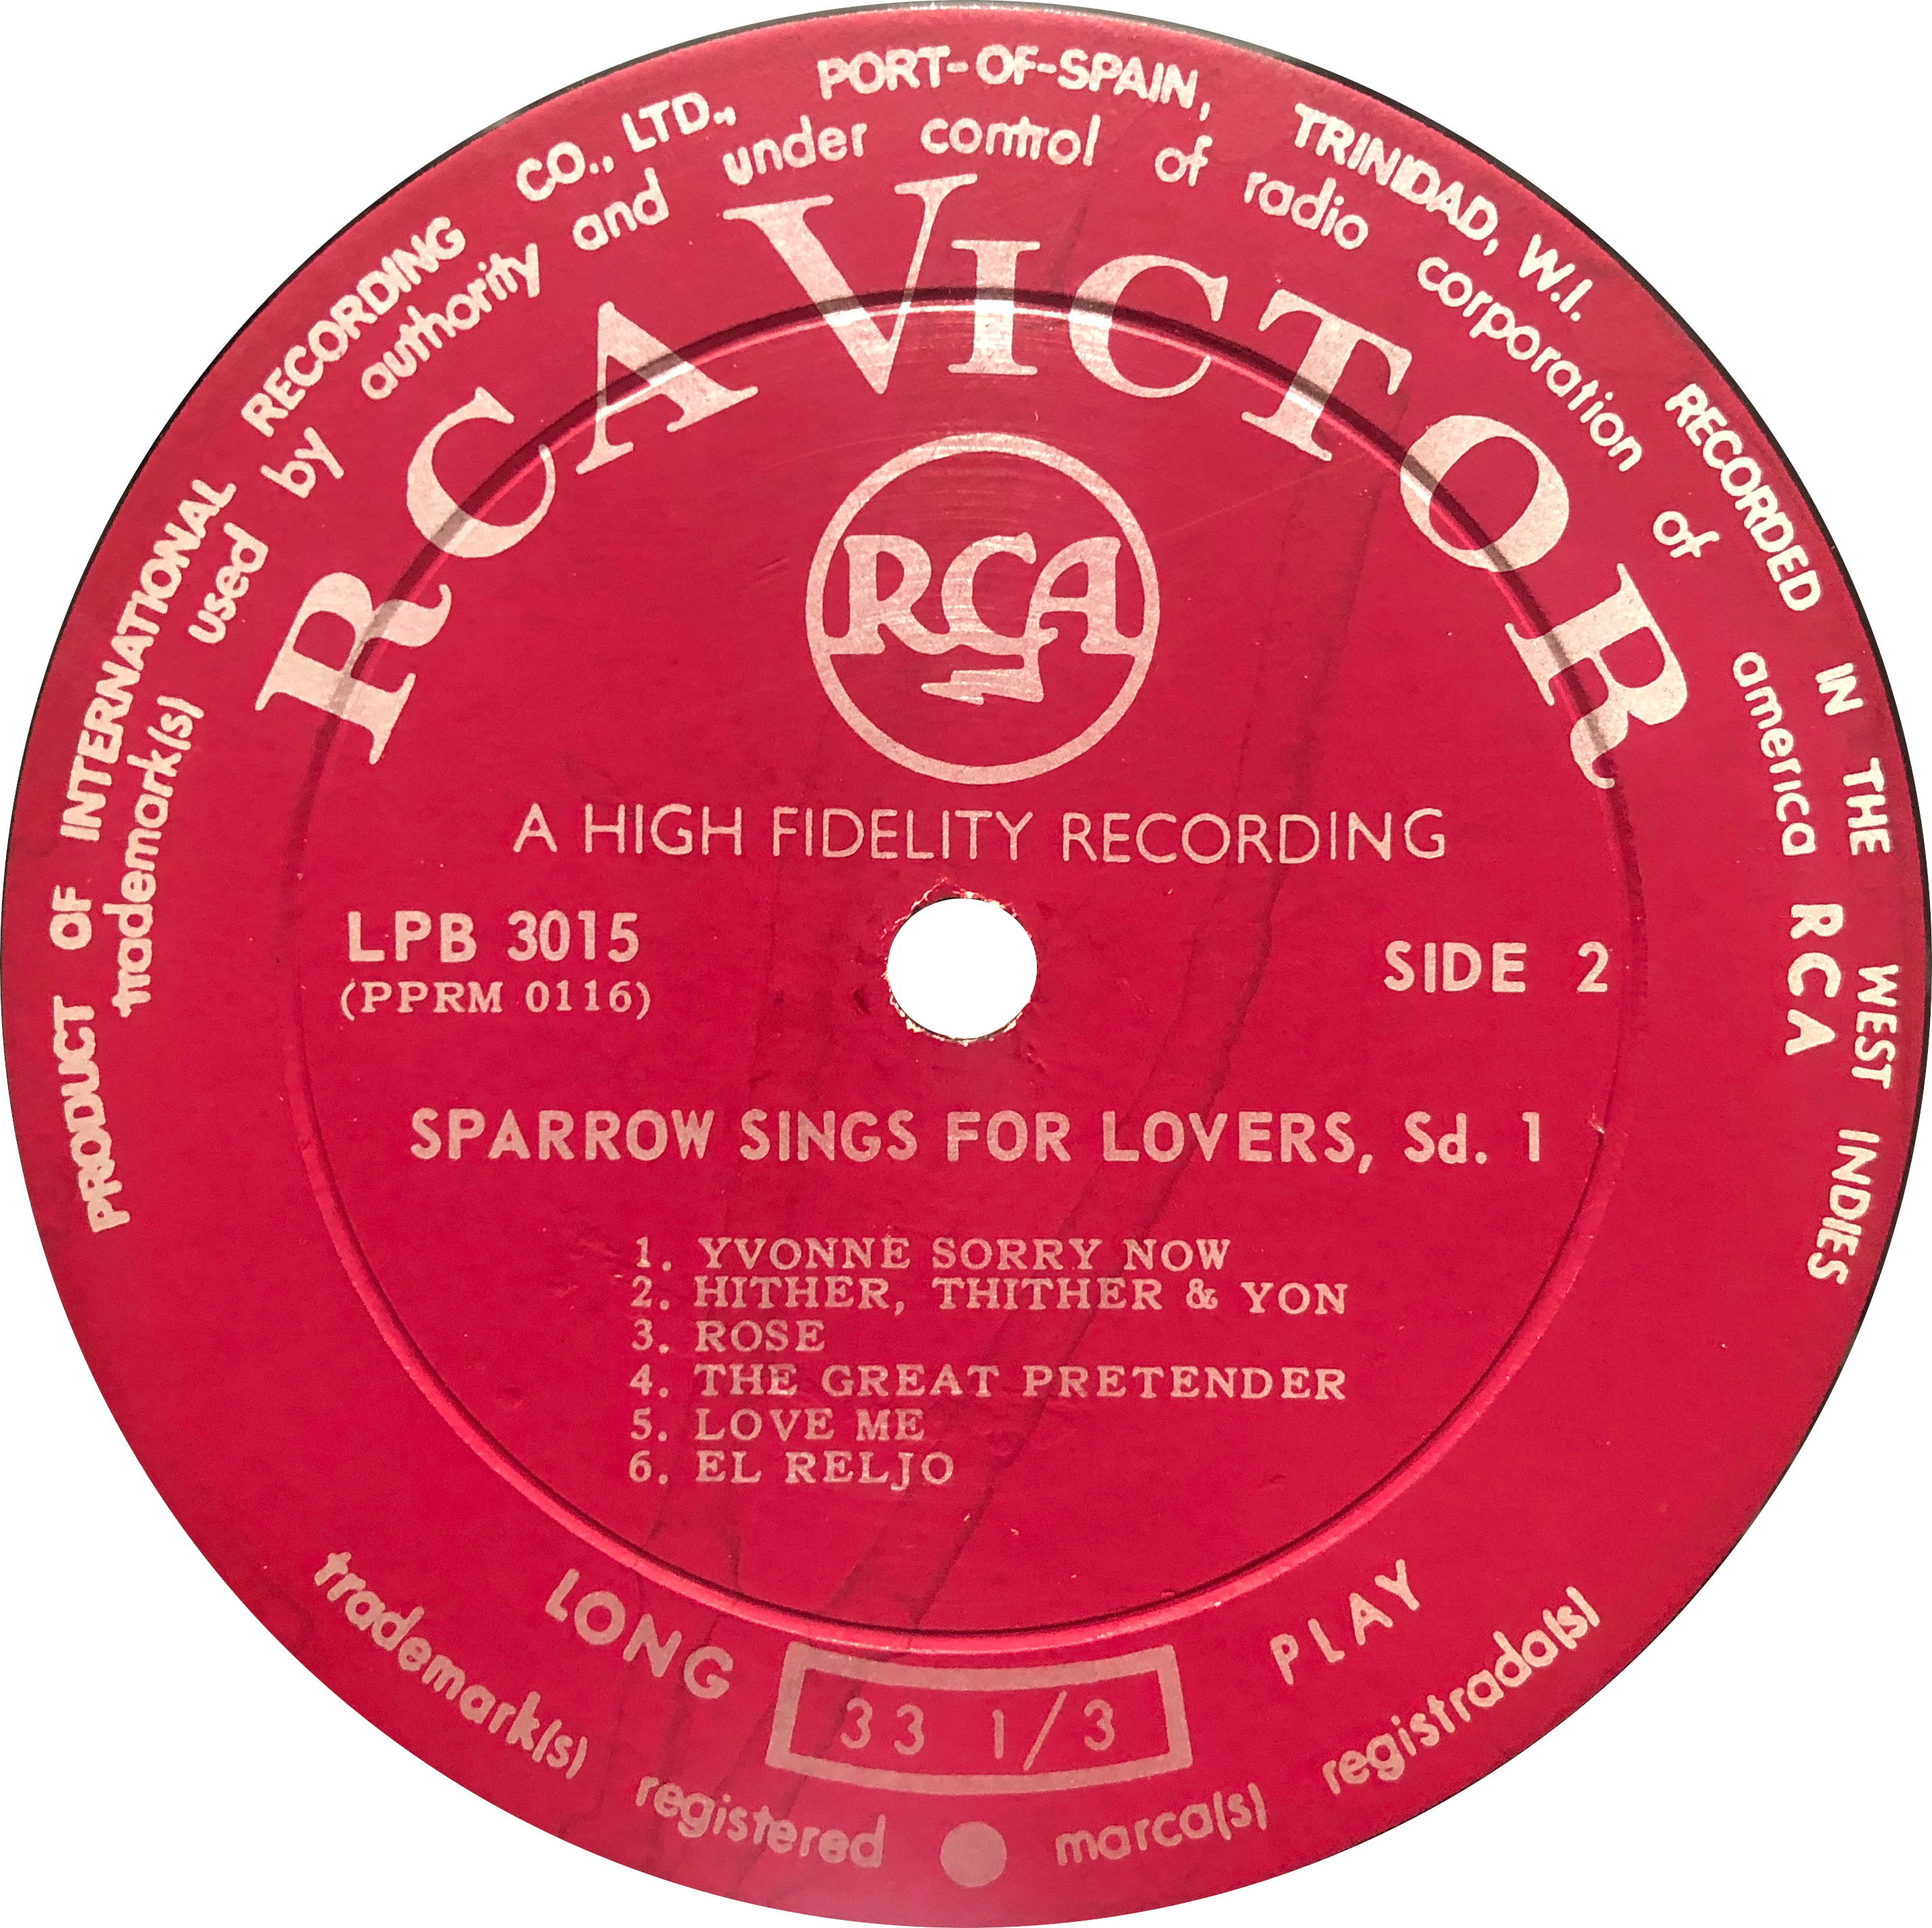 PRODUCT OF INTERNATIONAL RECORDING CO., LTD., PORT-OF-SPAIN, TRINIDAD, W.I. RECORDED IN THE WEST INDIES
trademark(s) used by authority and under control of radio corporation of america RCA
RCA VICTOR
RCA
A HIGH FIDELITY RECORDING
LPB 3015
(PPRM 0116)
SIDE 2
SPARROW SINGS FOR LOVERS, Sd. 1
1. YVONNE SORRY NOW
2. HITHER, THITHER & YON
3. ROSE
4. THE GREAT PRETENDER
5. LOVE ME
6. EL RELJO
LONG 33 1/3 PLAY
trademark(s) registered ● marca(s) registrada(s)